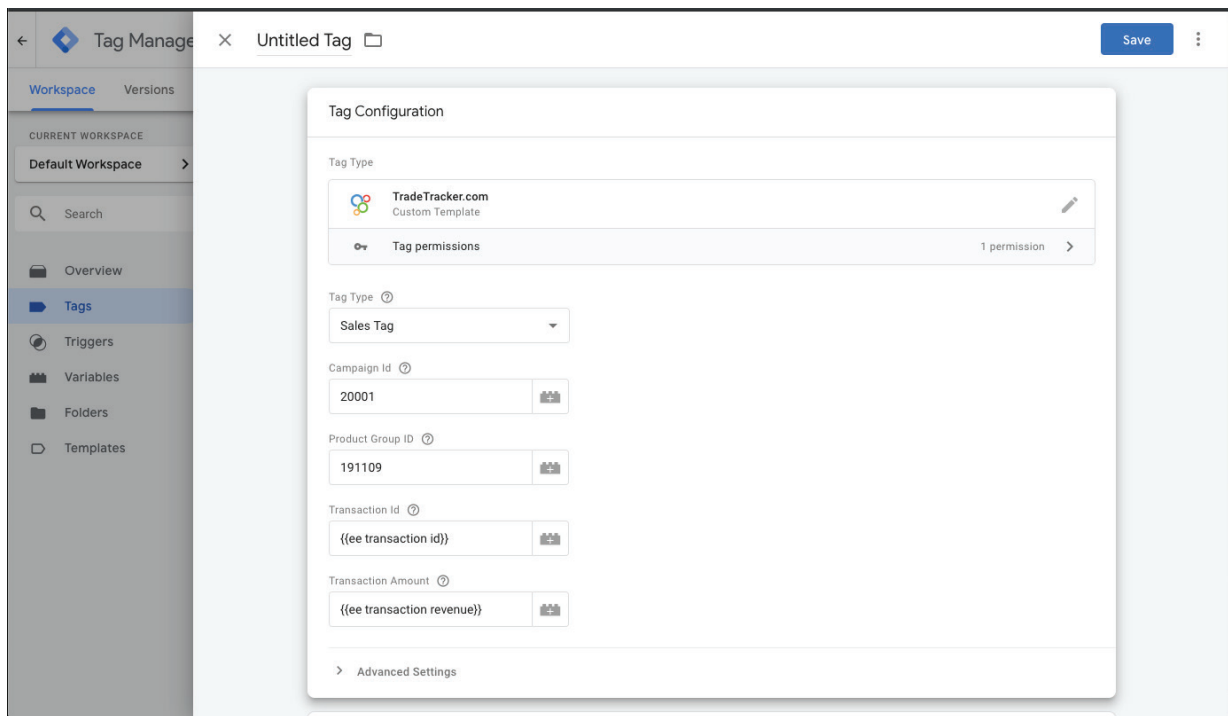 Tag Manage
Untitled Tag
Save
Workspace
Versions
CURRENT WORKSPACE
Default Workspace
Search
Overview
Tags
Triggers
Variables
Folders
Templates
Tag Configuration
Tag Type
TradeTracker.com
Custom Template
Tag permissions
1 permission
Tag Type
Sales Tag
Campaign Id
20001
Product Group ID
191109
Transaction Id
{{ee transaction id}}
Transaction Amount
{{ee transaction revenue}}
Advanced Settings